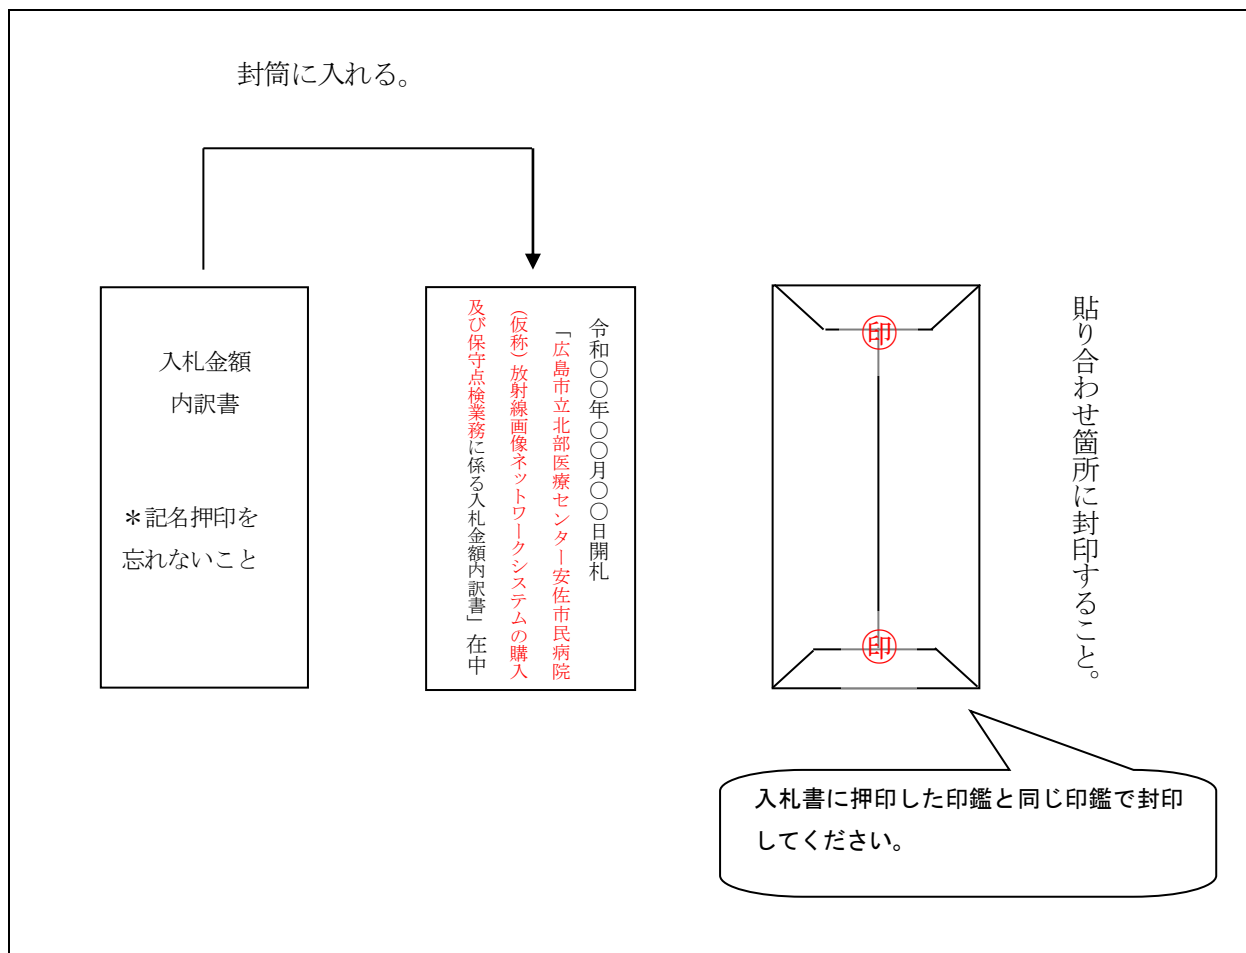 封筒に入れる。
入札金額
内訳書
＊記名押印を
忘れないこと
令和〇〇年〇〇月〇〇日開札
「広島市立北部医療センター安佐市民病院
(仮称）放射線画像ネットワークシステムの購入
及び保守点検業務に係る入札金額内訳書」在中
印
印
貼り合わせ箇所に封印すること。
入札書に押印した印鑑と同じ印鑑で封印
してください。